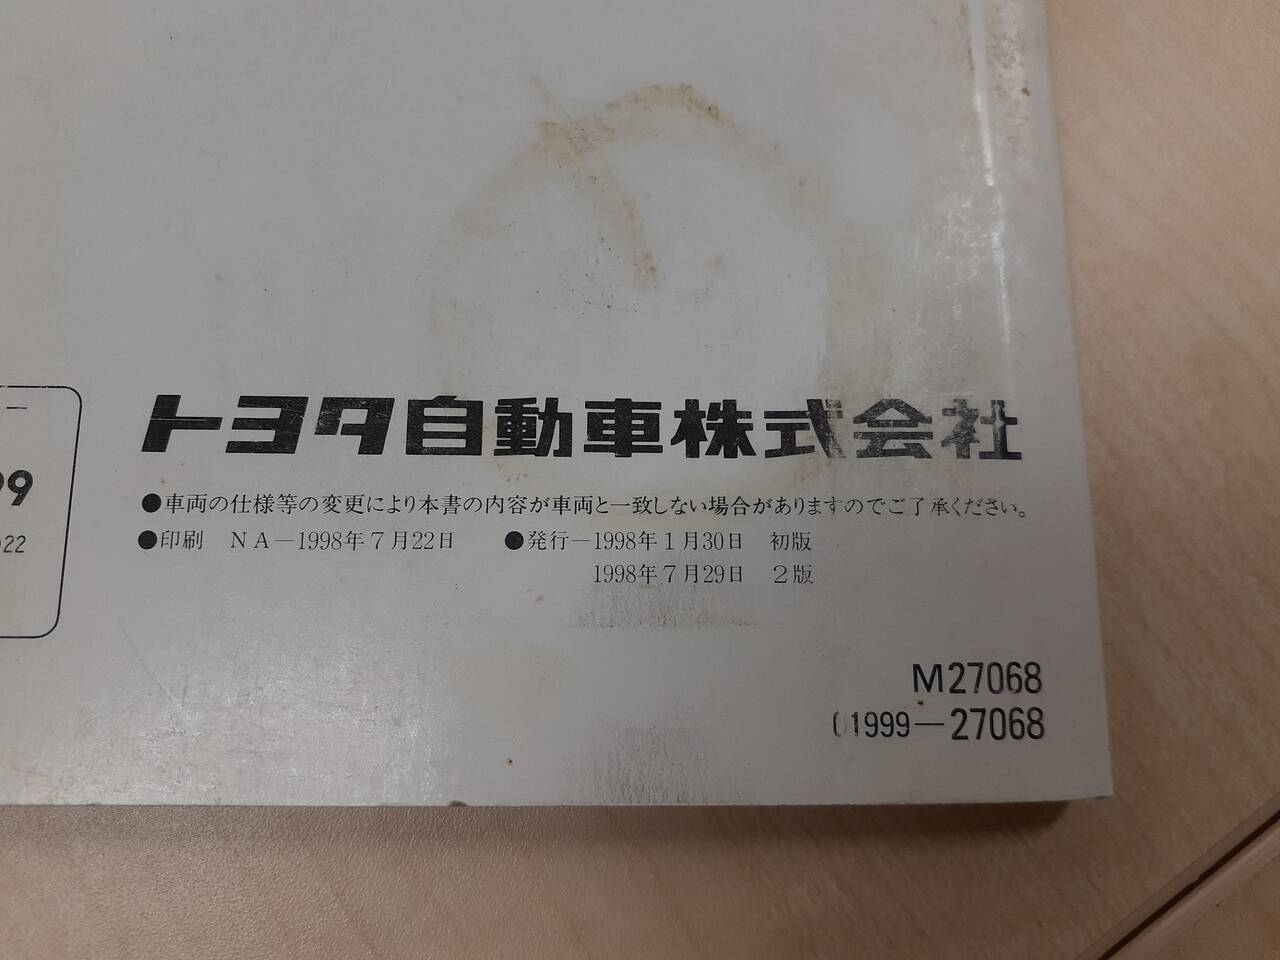 トヨタ自動車株式会社
●車両の仕様等の変更により本書の内容が車両と一致しない場合がありますのでご了承ください。
●印刷 NA－1998年7月22日 ●発行－1998年1月30日 初版
1998年7月29日 2版
M27068
01999－27068
99
022